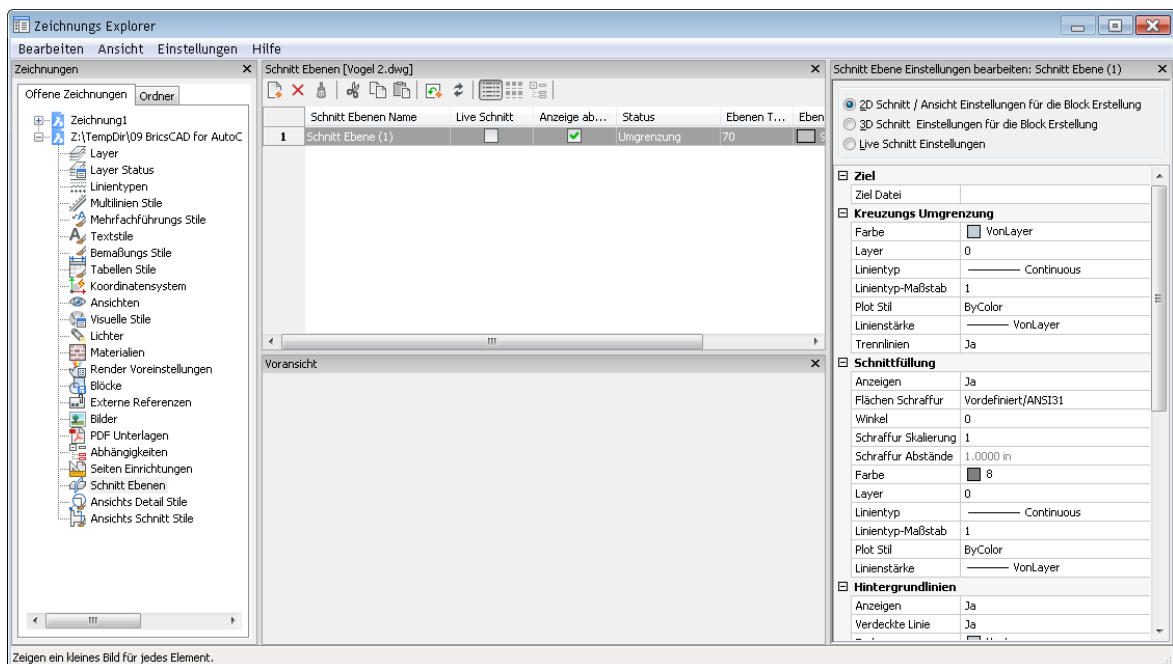 Zeichnungs Explorer
Bearbeiten Ansicht Einstellungen Hilfe
Zeichnungen
Offene Zeichnungen Ordner
Zeichnung1
Z:\TempDir\09 BricsCAD for AutoC
Layer
Layer Status
Linientypen
Multilinien Stile
Mehrfachführungs Stile
Textstile
Bemaßungs Stile
Tabellen Stile
Koordinatensystem
Ansichten
Visuelle Stile
Lichter
Materialien
Render Voreinstellungen
Blöcke
Externe Referenzen
Bilder
PDF Unterlagen
Abhängigkeiten
Seiten Einrichtungen
Schnitt Ebenen
Ansichts Detail Stile
Ansichts Schnitt Stile
Schnitt Ebenen [Vogel 2.dwg]
Schnitt Ebenen Name Live Schnitt Anzeige ab... Status Ebenen T... Eben
1 Schnitt Ebene (1) Umgrenzung 70 9
Voransicht
Schnitt Ebene Einstellungen bearbeiten: Schnitt Ebene (1)
2D Schnitt / Ansicht Einstellungen für die Block Erstellung
3D Schnitt Einstellungen für die Block Erstellung
Live Schnitt Einstellungen
Ziel
Ziel Datei
Kreuzungs Umgrenzung
Farbe VonLayer
Layer 0
Linientyp Continuous
Linientyp-Maßstab 1
Plot Stil ByColor
Linienstärke VonLayer
Trennlinien Ja
Schnittfüllung
Anzeigen Ja
Flächen Schraffur Vordefiniert/ANSI31
Winkel 0
Schraffur Skalierung 1
Schraffur Abstände 1.0000 in
Farbe 8
Layer 0
Linientyp Continuous
Linientyp-Maßstab 1
Plot Stil ByColor
Linienstärke VonLayer
Hintergrundlinien
Anzeigen Ja
Verdeckte Linie Ja
Zeigen ein kleines Bild für jedes Element.